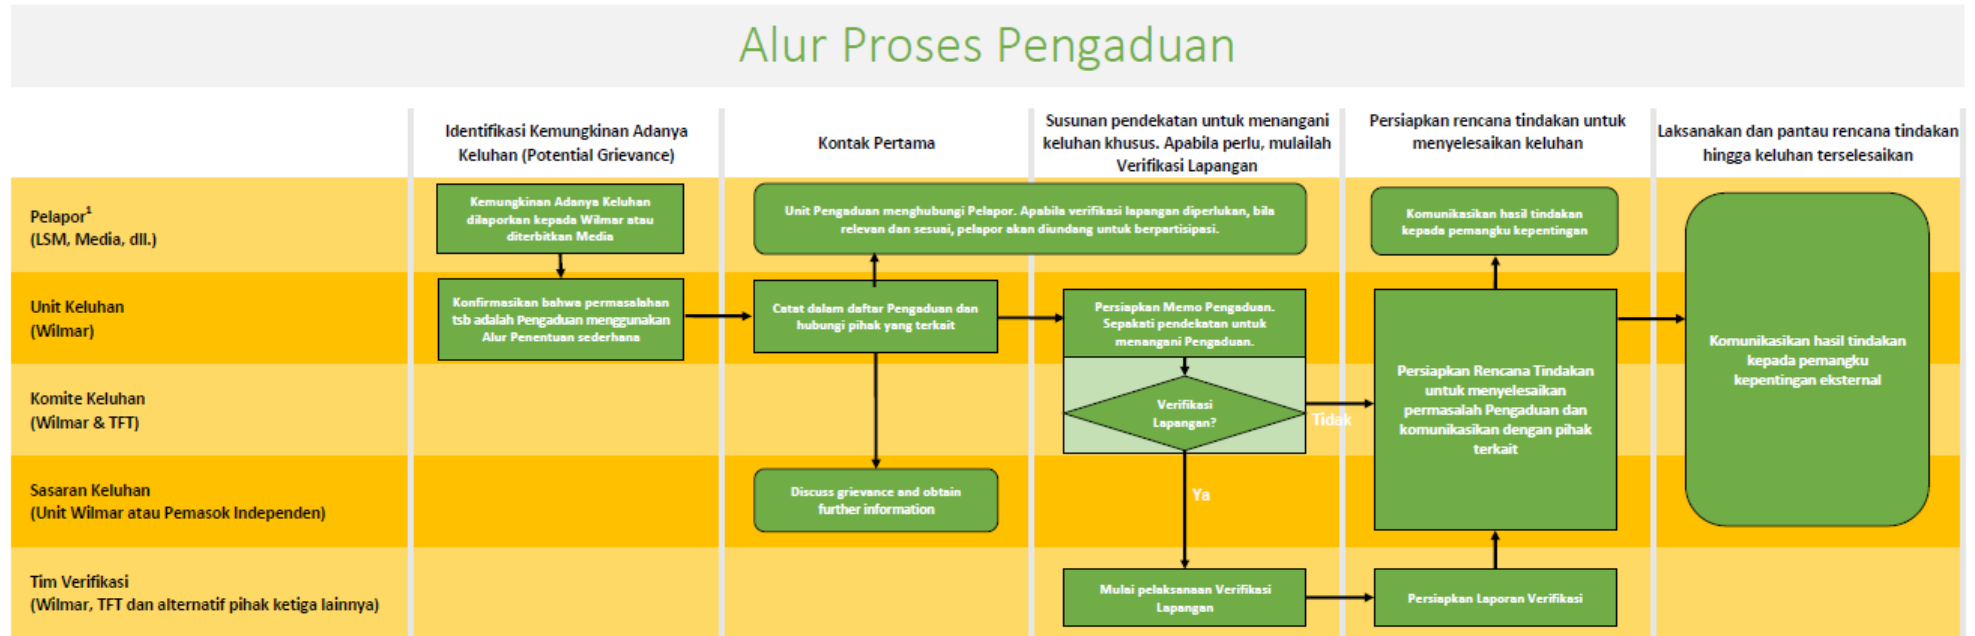 Alur Proses Pengaduan
Identifikasi Kemungkinan Adanya
Keluhan (Potential Grievance)
Kontak Pertama
Susunan pendekatan untuk menangani
keluhan khusus. Apabila perlu, mulailah
Verifikasi Lapangan
Persiapkan rencana tindakan untuk
menyelesaikan keluhan
Laksanakan dan pantau rencana tindakan
hingga keluhan terselesaikan
Pelapor¹
(LSM, Media, dll.)
Kemungkinan Adanya Keluhan
dilaporkan kepada Wilmar atau
diterbitkan Media
Unit Pengaduan menghubungi Pelapor. Apabila verifikasi lapangan diperlukan, bila
relevan dan sesuai, pelapor akan diundang untuk berpartisipasi.
Komunikasikan hasil tindakan
kepada pemangku kepentingan
Unit Keluhan
(Wilmar)
Konfirmasikan bahwa permasalahan
tsb adalah Pengaduan menggunakan
Alur Penentuan sederhana
Catat dalam daftar Pengaduan dan
hubungi pihak yang terkait
Persiapkan Memo Pengaduan.
Sepakati pendekatan untuk
menangani Pengaduan.
Persiapkan Rencana Tindakan
untuk menyelesaikan
permasalah Pengaduan dan
komunikasikan dengan pihak
terkait
Komunikasikan hasil tindakan
kepada pemangku
kepentingan eksternal
Komite Keluhan
(Wilmar & TFT)
Verifikasi
Lapangan?
Tidak
Sasaran Keluhan
(Unit Wilmar atau Pemasok Independen)
Discuss grievance and obtain
further information
Ya
Tim Verifikasi
(Wilmar, TFT dan alternatif pihak ketiga lainnya)
Mulai pelaksanaan Verifikasi
Lapangan
Persiapkan Laporan Verifikasi